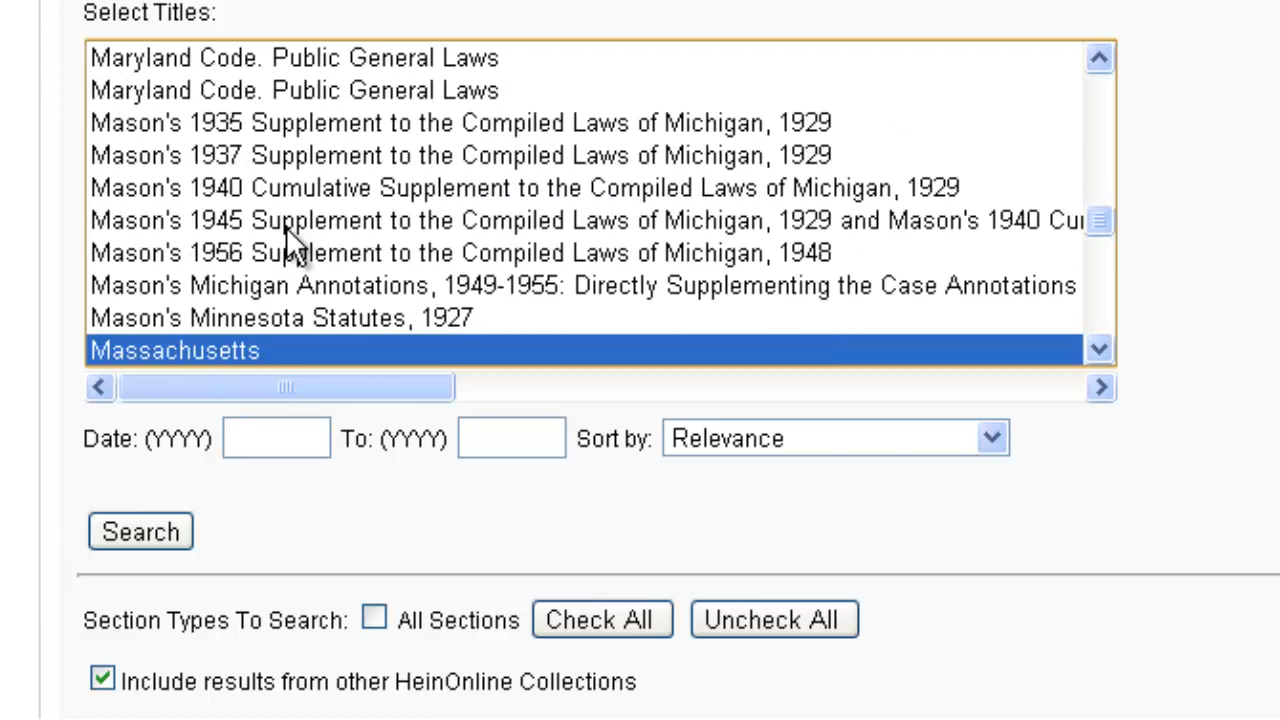 Select Titles:
Maryland Code. Public General Laws
Maryland Code. Public General Laws
Mason's 1935 Supplement to the Compiled Laws of Michigan, 1929
Mason's 1937 Supplement to the Compiled Laws of Michigan, 1929
Mason's 1940 Cumulative Supplement to the Compiled Laws of Michigan, 1929
Mason's 1945 Supplement to the Compiled Laws of Michigan, 1929 and Mason's 1940 Cu
Mason's 1956 Supplement to the Compiled Laws of Michigan, 1948
Mason's Michigan Annotations, 1949-1955: Directly Supplementing the Case Annotations
Mason's Minnesota Statutes, 1927
Massachusetts
Date: (YYYY) To: (YYYY) Sort by: Relevance
Search
Section Types To Search: All Sections Check All Uncheck All
Include results from other HeinOnline Collections